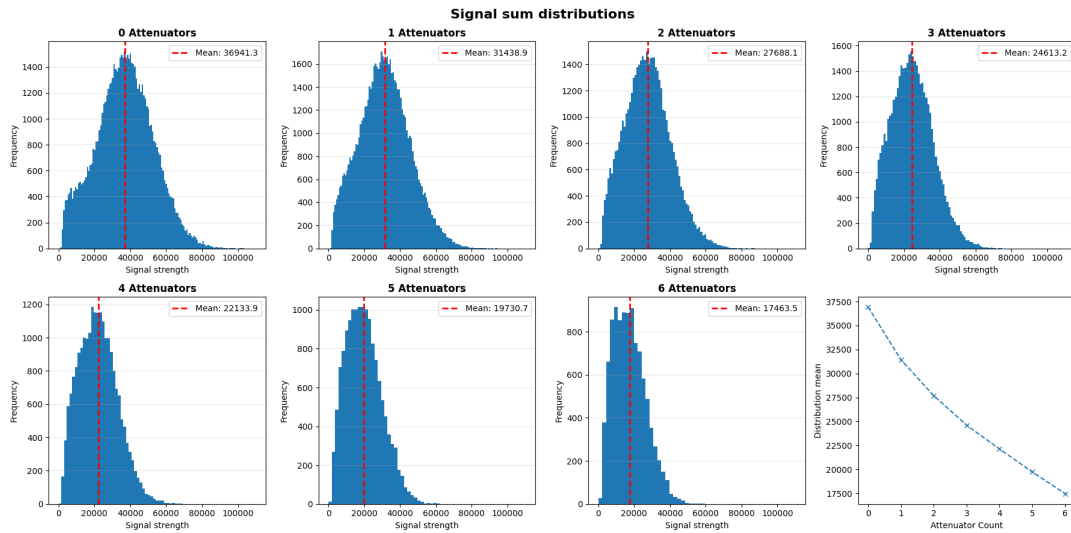 Signal sum distributions
0 Attenuators
Mean: 36941.3
Frequency
1400
1200
1000
800
600
400
200
0
0 20000 40000 60000 80000 100000
Signal strength
1 Attenuators
Mean: 31438.9
Frequency
1600
1400
1200
1000
800
600
400
200
0
0 20000 40000 60000 80000 100000
Signal strength
2 Attenuators
Mean: 27688.1
Frequency
1400
1200
1000
800
600
400
200
0
0 20000 40000 60000 80000 100000
Signal strength
3 Attenuators
Mean: 24613.2
Frequency
1600
1400
1200
1000
800
600
400
200
0
0 20000 40000 60000 80000 100000
Signal strength
4 Attenuators
Mean: 22133.9
Frequency
1200
1000
800
600
400
200
0
0 20000 40000 60000 80000 100000
Signal strength
5 Attenuators
Mean: 19730.7
Frequency
1000
800
600
400
200
0
0 20000 40000 60000 80000 100000
Signal strength
6 Attenuators
Mean: 17463.5
Frequency
800
600
400
200
0
0 20000 40000 60000 80000 100000
Signal strength
Distribution mean
37500
35000
32500
30000
27500
25000
22500
20000
17500
0 1 2 3 4 5 6
Attenuator Count